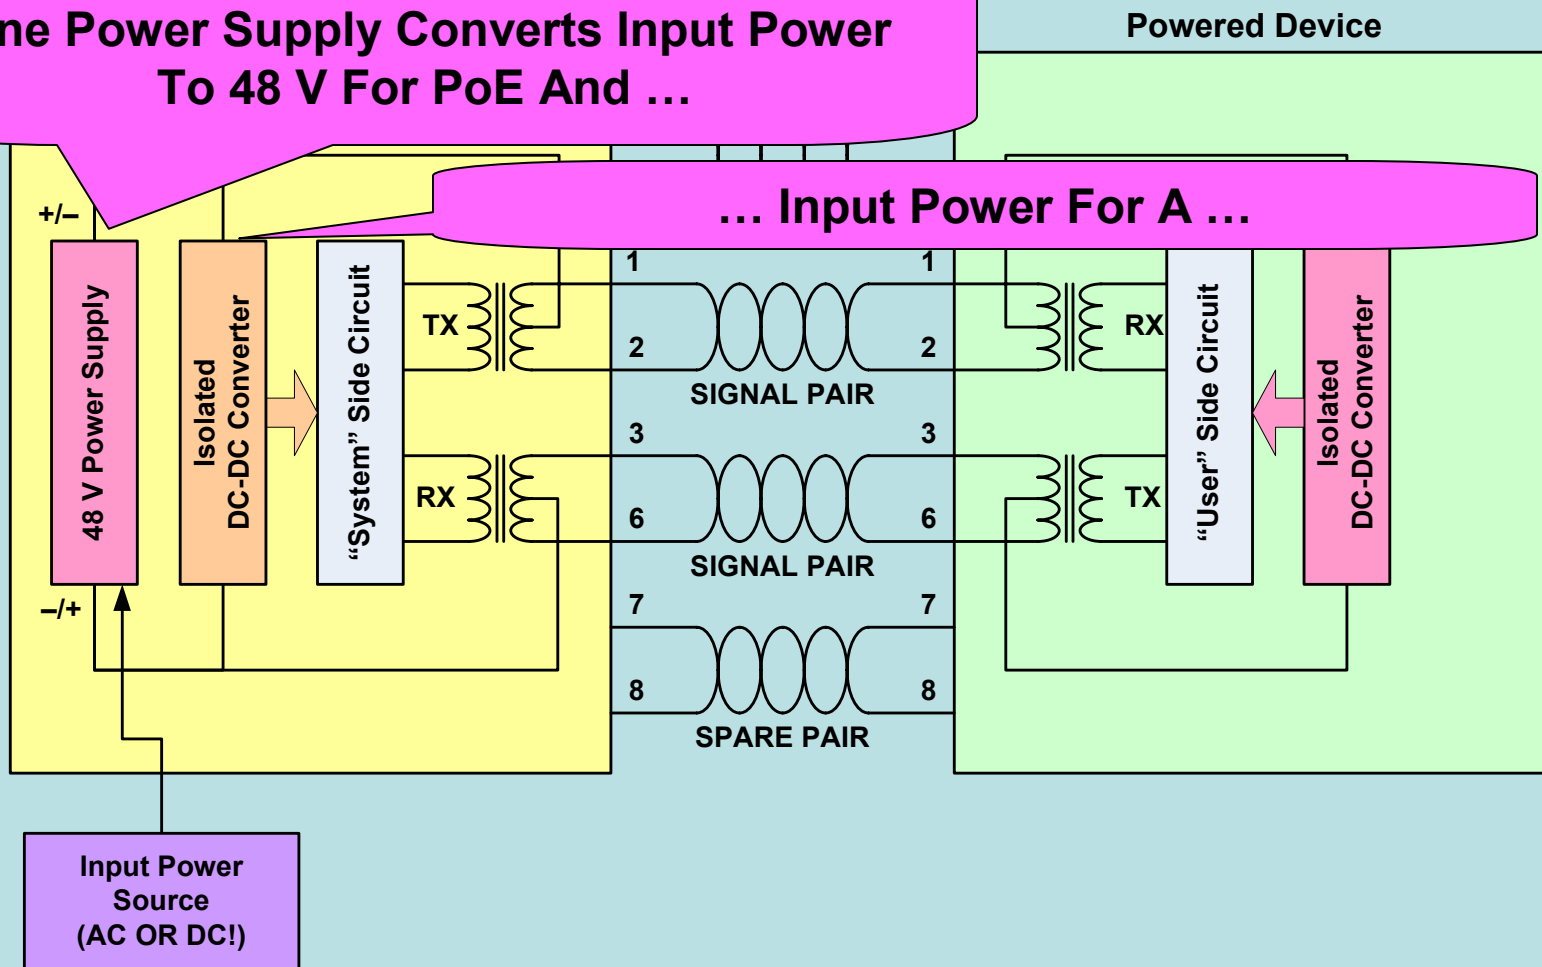 Power Supply Converts Input Power
To 48 V For PoE And …
Powered Device
… Input Power For A …
+/–
48 V Power Supply
–/+
Isolated
DC-DC Converter
“System” Side Circuit
TX
RX
1
1
2
2
SIGNAL PAIR
3
3
6
6
SIGNAL PAIR
7
7
8
8
SPARE PAIR
RX
TX
“User” Side Circuit
Isolated
DC-DC Converter
Input Power
Source
(AC OR DC!)